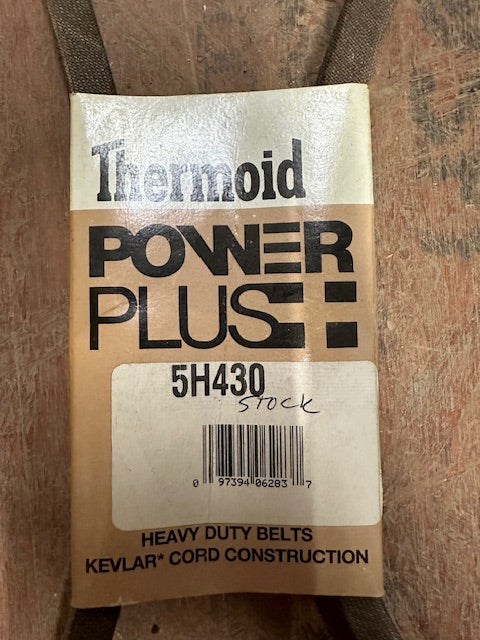 Thermoid
POWER
PLUS
5H430
STOCK
0 97394 06283 7
HEAVY DUTY BELTS
KEVLAR* CORD CONSTRUCTION